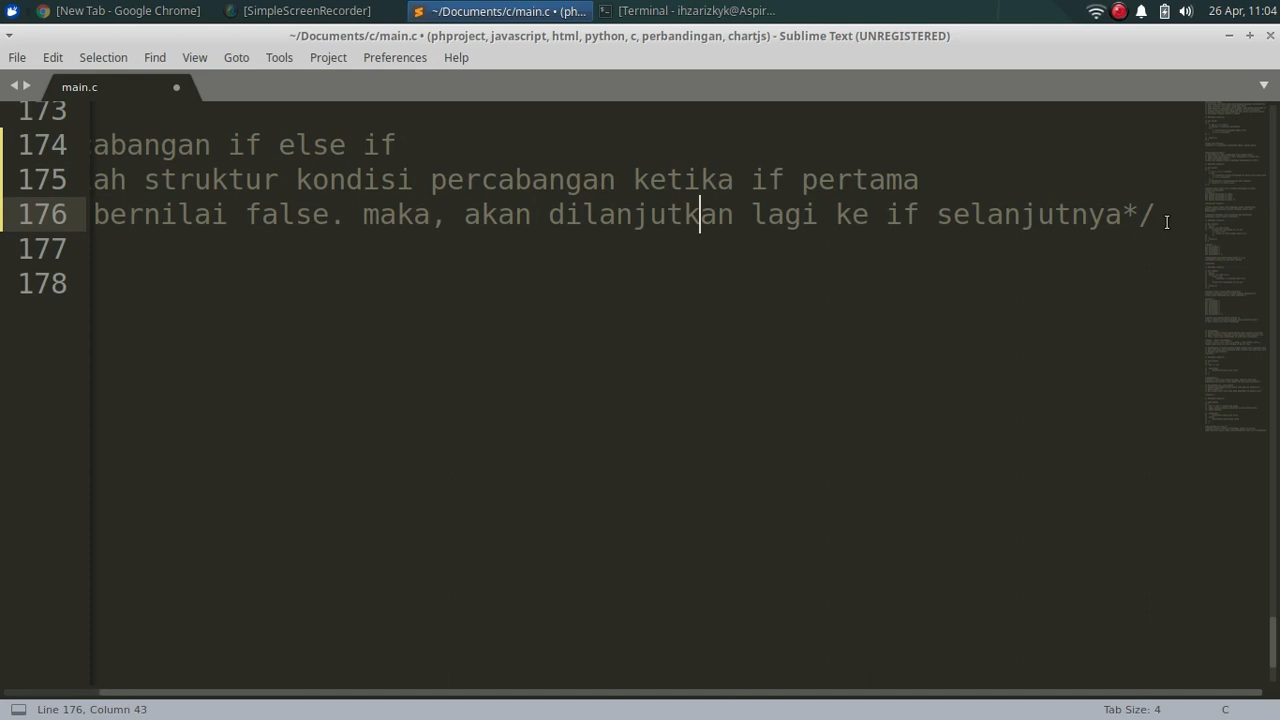 [New Tab - Google Chrome] [SimpleScreenRecorder] ~/Documents/c/main.c • (ph... [Terminal - ihzarizkyk@Aspir... 26 Apr, 11:04
~/Documents/c/main.c • (phproject, javascript, html, python, c, perbandingan, chartjs) - Sublime Text (UNREGISTERED)
File Edit Selection Find View Goto Tools Project Preferences Help
main.c
173
174 abangan if else if
175 ah struktur kondisi percabangan ketika if pertama
176 bernilai false. maka, akan dilanjutkan lagi ke if selanjutnya*/
177
178
Line 176, Column 43 Tab Size: 4 C